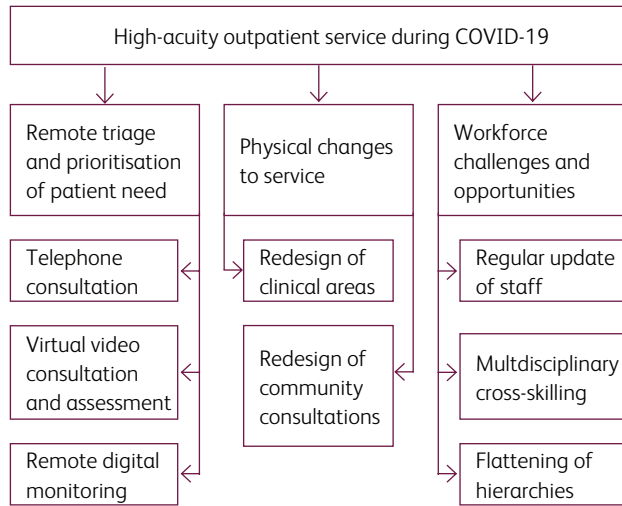 High-acuity outpatient service during COVID-19
Remote triage
and prioritisation
of patient need
Physical changes
to service
Workforce
challenges and
opportunities
Telephone
consultation
Redesign of
clinical areas
Regular update
of staff
Virtual video
consultation
and assessment
Redesign of
community
consultations
Multdisciplinary
cross-skilling
Remote digital
monitoring
Flattening of
hierarchies